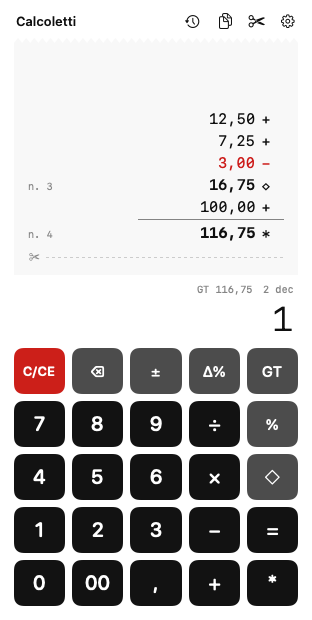 Calcoletti
12,50 +
7,25 +
3,00 −
n. 3 16,75 ◇
100,00 +
n. 4 116,75 *
GT 116,75 2 dec
1
C/CE ⌫ ± Δ% GT
7 8 9 ÷ %
4 5 6 × ◇
1 2 3 − =
0 00 , + *